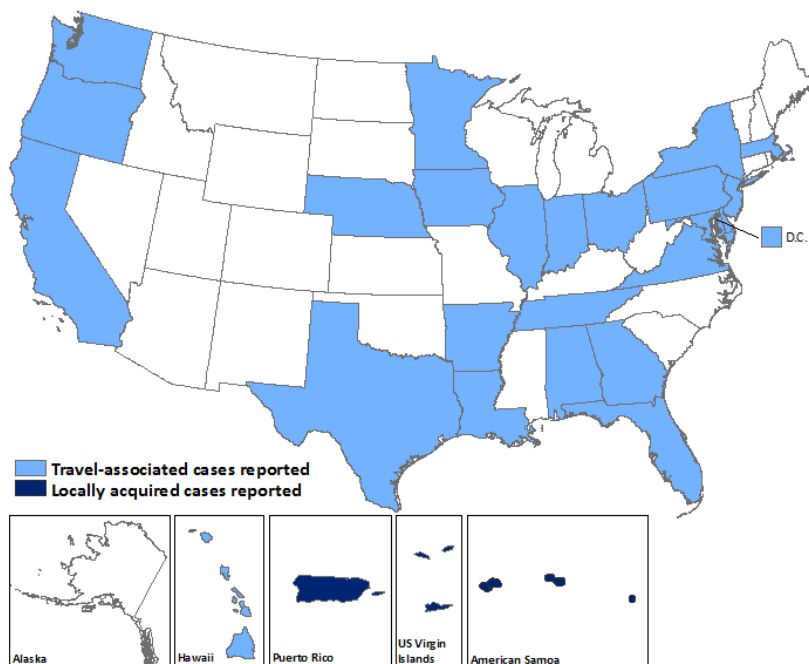 D.C.
Travel-associated cases reported
Locally acquired cases reported
Alaska
Hawaii
Puerto Rico
US Virgin
Islands
American Samoa